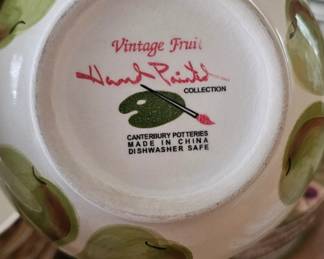 Vintage Fruit
Hand Painted
COLLECTION
CANTERBURY POTTERIES
MADE IN CHINA
DISHWASHER SAFE